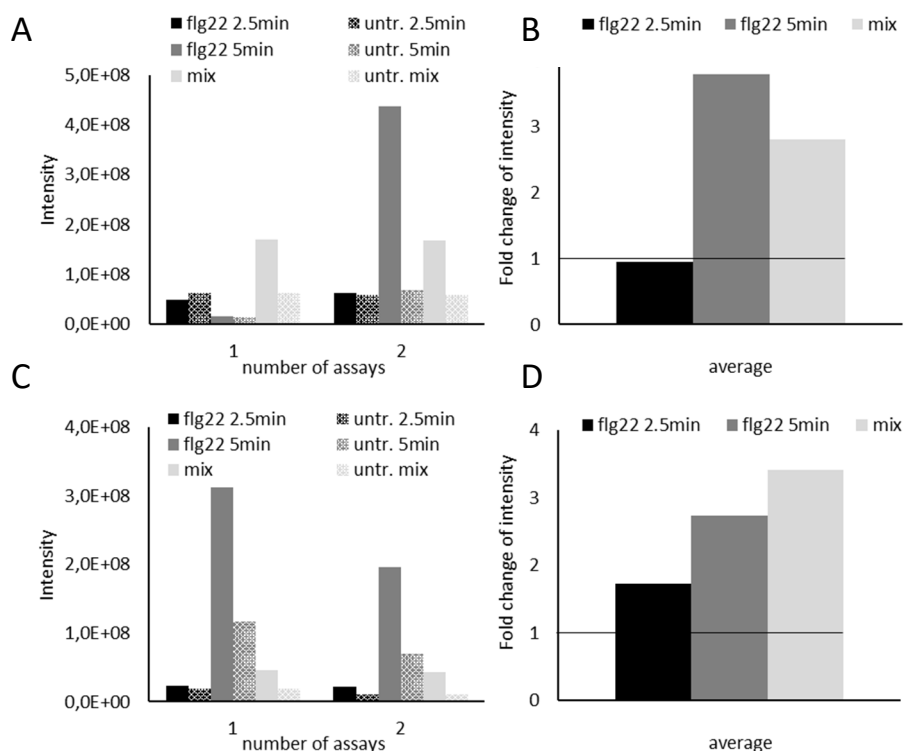 A
flg22 2.5min untr. 2.5min
flg22 5min untr. 5min
mix untr. mix
Intensity
5,0E+08
4,0E+08
3,0E+08
2,0E+08
1,0E+08
0,0E+00
1 2
number of assays
B
flg22 2.5min flg22 5min mix
Fold change of intensity
3
2
1
0
average
C
flg22 2.5min untr. 2.5min
flg22 5min untr. 5min
mix untr. mix
Intensity
4,0E+08
3,0E+08
2,0E+08
1,0E+08
0,0E+00
1 2
number of assays
D
flg22 2.5min flg22 5min mix
Fold change of intensity
4
3
2
1
0
average